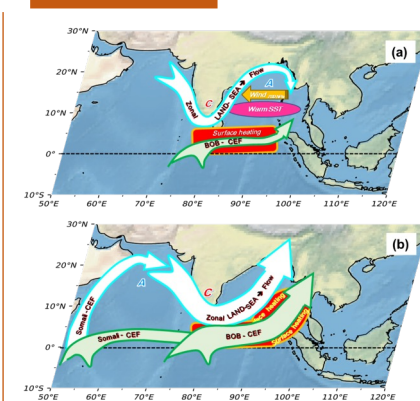 30°N
(a)
20°N
Zonal LAND- SEA Flow
Wind
10°N
C
Warm SST
Surface heating
BOB - CEF
0°
10°S
50°E 60°E 70°E 80°E 90°E 100°E 110°E 120°E
30°N
(b)
20°N
A
C
Somali -CEF
Zonal LAND-SEA Flow
10°N
Surface heating
Somali - CEF
BOB - CEF
Surface heating
0°
10°S
50°E 60°E 70°E 80°E 90°E 100°E 110°E 120°E